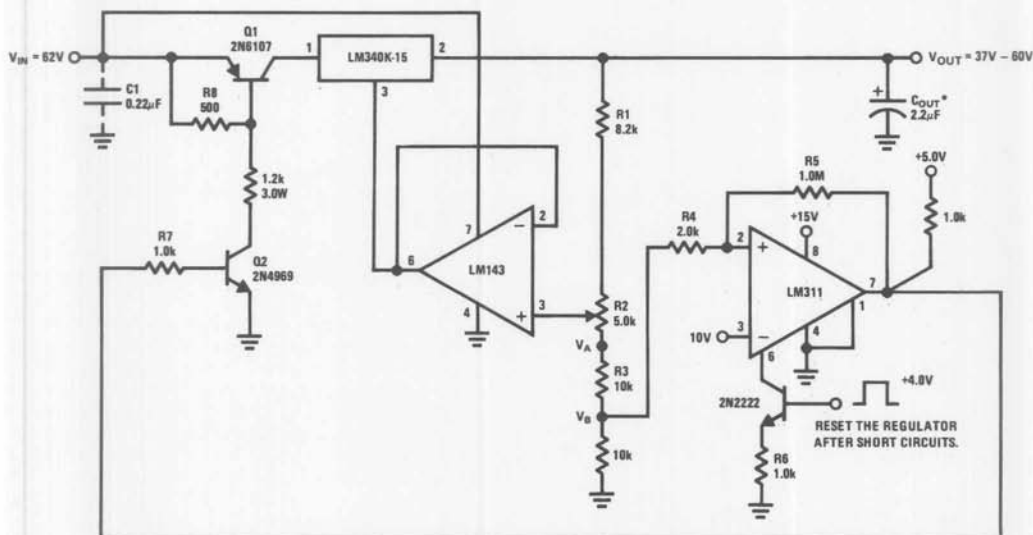 Q1
2N6107
VIN = 62V
1
LM340K-15
2
3
VOUT = 37V – 60V
C1
0.22µF
R8
500
R1
8.2k
+
COUT*
2.2µF
+5.0V
R5
1.0M
1.2k
3.0W
7
2
−
6
LM143
R4
2.0k
+15V
2
+
8
1.0k
R7
1.0k
Q2
2N4969
4
+
3
R2
5.0k
LM311
7
1
VA
10V
3
−
4
6
R3
10k
VB
2N2222
+4.0V
RESET THE REGULATOR
AFTER SHORT CIRCUITS.
10k
R6
1.0k